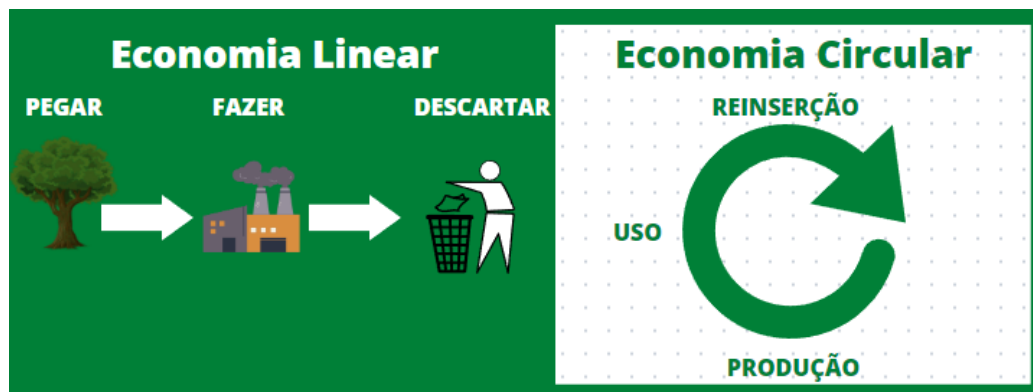 Economia Linear
PEGAR
FAZER
DESCARTAR
Economia Circular
REINSERÇÃO
USO
PRODUÇÃO